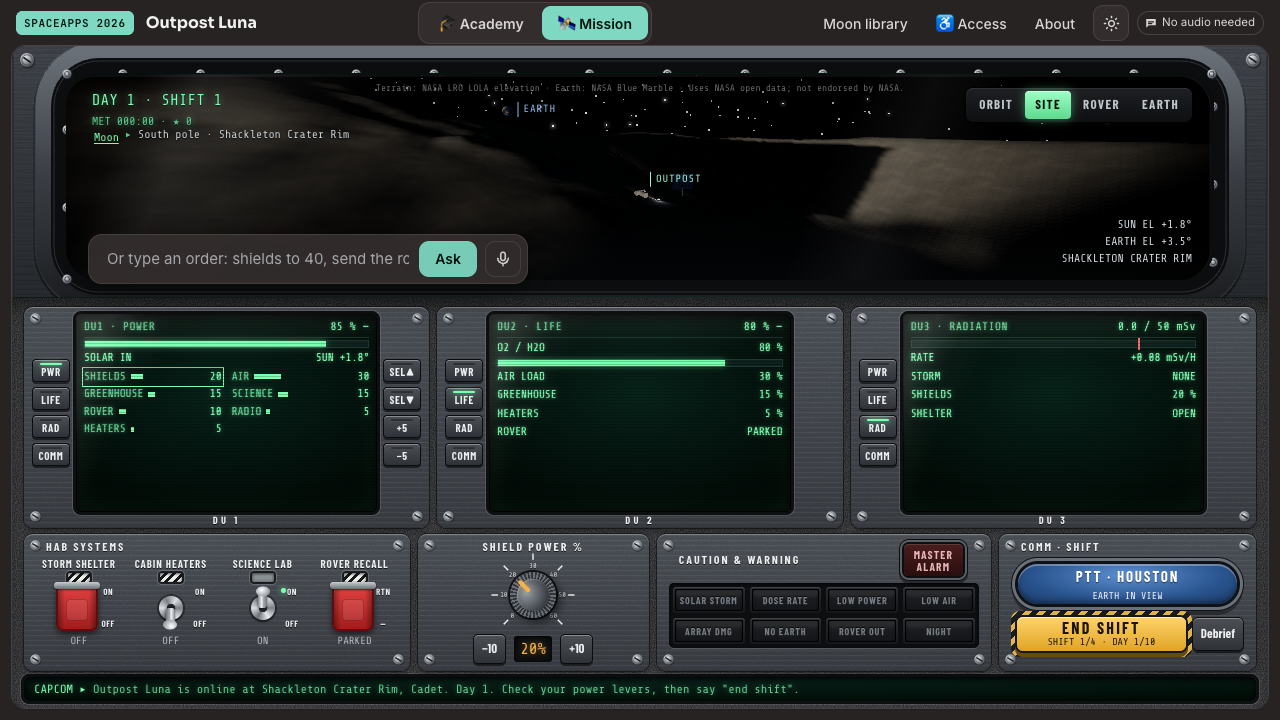 SPACEAPPS 2026
Outpost Luna
Academy
Mission
Moon library
Access
About
No audio needed
DAY 1 · SHIFT 1
MET 000:00 · ★ 0
Moon ▸ South pole · Shackleton Crater Rim
Terrain: NASA LRO LOLA elevation · Earth: NASA Blue Marble · Uses NASA open data; not endorsed by NASA.
EARTH
OUTPOST
ORBIT SITE ROVER EARTH
SUN EL +1.8°
EARTH EL +3.5°
SHACKLETON CRATER RIM
Or type an order: shields to 40, send the ro
Ask
DU1 · POWER 85 % —
SOLAR IN SUN +1.8°
SHIELDS 20 AIR 30
GREENHOUSE 15 SCIENCE 15
ROVER 10 RADIO 5
HEATERS 5
PWR
LIFE
RAD
COMM
SEL▲
SEL▼
+5
−5
DU 1
DU2 · LIFE 80 % —
O2 / H2O 80 %
AIR LOAD 30 %
GREENHOUSE 15 %
HEATERS 5 %
ROVER PARKED
PWR
LIFE
RAD
COMM
DU 2
DU3 · RADIATION 0.0 / 50 mSv
RATE +0.08 mSv/H
STORM NONE
SHIELDS 20 %
SHELTER OPEN
PWR
LIFE
RAD
COMM
DU 3
HAB SYSTEMS
STORM SHELTER CABIN HEATERS SCIENCE LAB ROVER RECALL
ON ON ON RTN
OFF OFF OFF —
OFF OFF ON PARKED
SHIELD POWER %
0 10 20 30 40 50 50
−10 20% +10
CAUTION & WARNING
MASTER
ALARM
SOLAR STORM DOSE RATE LOW POWER LOW AIR
ARRAY DMG NO EARTH ROVER OUT NIGHT
COMM · SHIFT
PTT · HOUSTON
EARTH IN VIEW
END SHIFT
SHIFT 1/4 · DAY 1/10
Debrief
CAPCOM ▸ Outpost Luna is online at Shackleton Crater Rim, Cadet. Day 1. Check your power levers, then say "end shift".